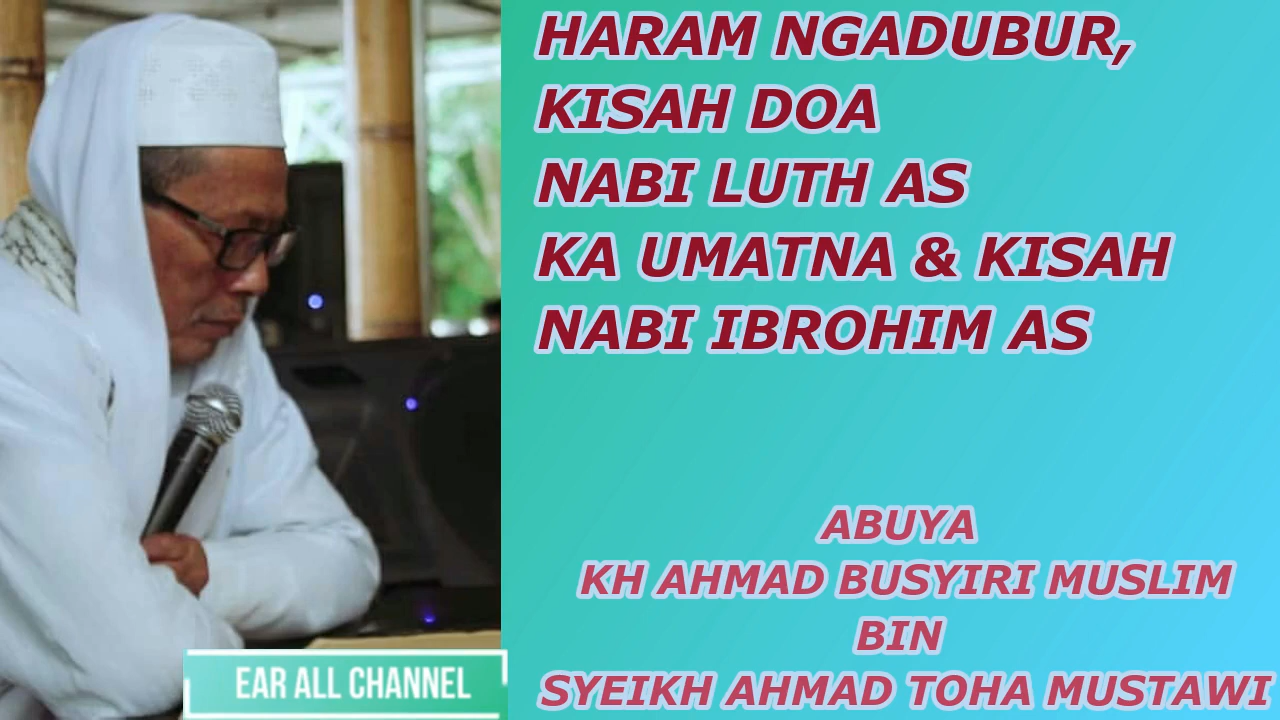 HARAM NGADUBUR,
KISAH DOA
NABI LUTH AS
KA UMATNA & KISAH
NABI IBROHIM AS
ABUYA
KH AHMAD BUSYIRI MUSLIM
BIN
SYEIKH AHMAD TOHA MUSTAWI
EAR ALL CHANNEL